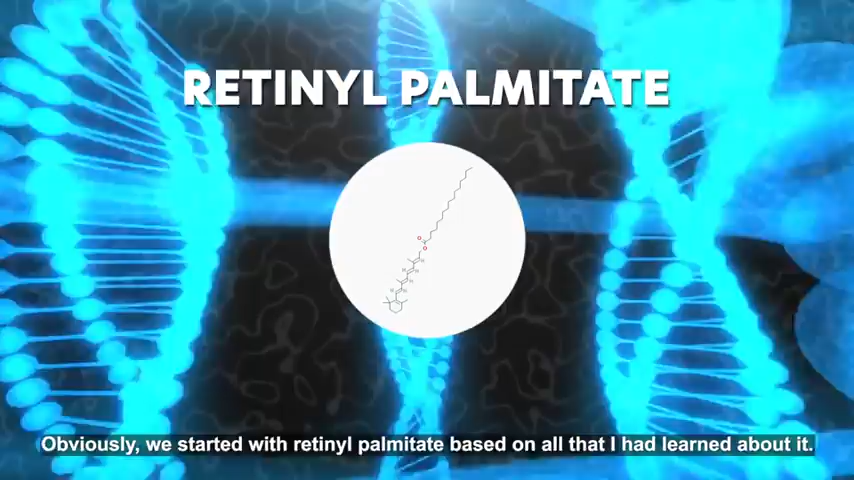 RETINYL PALMITATE
Obviously, we started with retinyl palmitate based on all that I had learned about it.